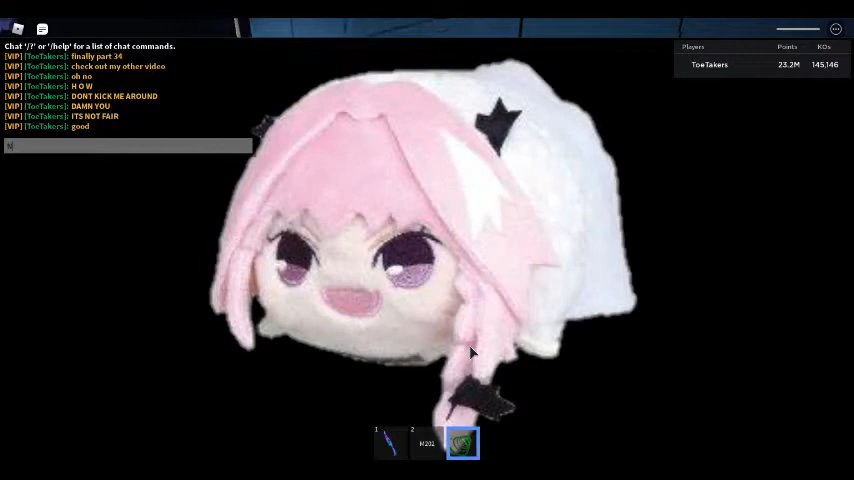 Chat '/?' or '/help' for a list of chat commands.
[VIP] [ToeTakers]: finally part 34
[VIP] [ToeTakers]: check out my other video
[VIP] [ToeTakers]: oh no
[VIP] [ToeTakers]: H O W
[VIP] [ToeTakers]: DONT KICK ME AROUND
[VIP] [ToeTakers]: DAMN YOU
[VIP] [ToeTakers]: ITS NOT FAIR
[VIP] [ToeTakers]: good
Players Points KOs
ToeTakers 23.2M 145,146
1 2 M202